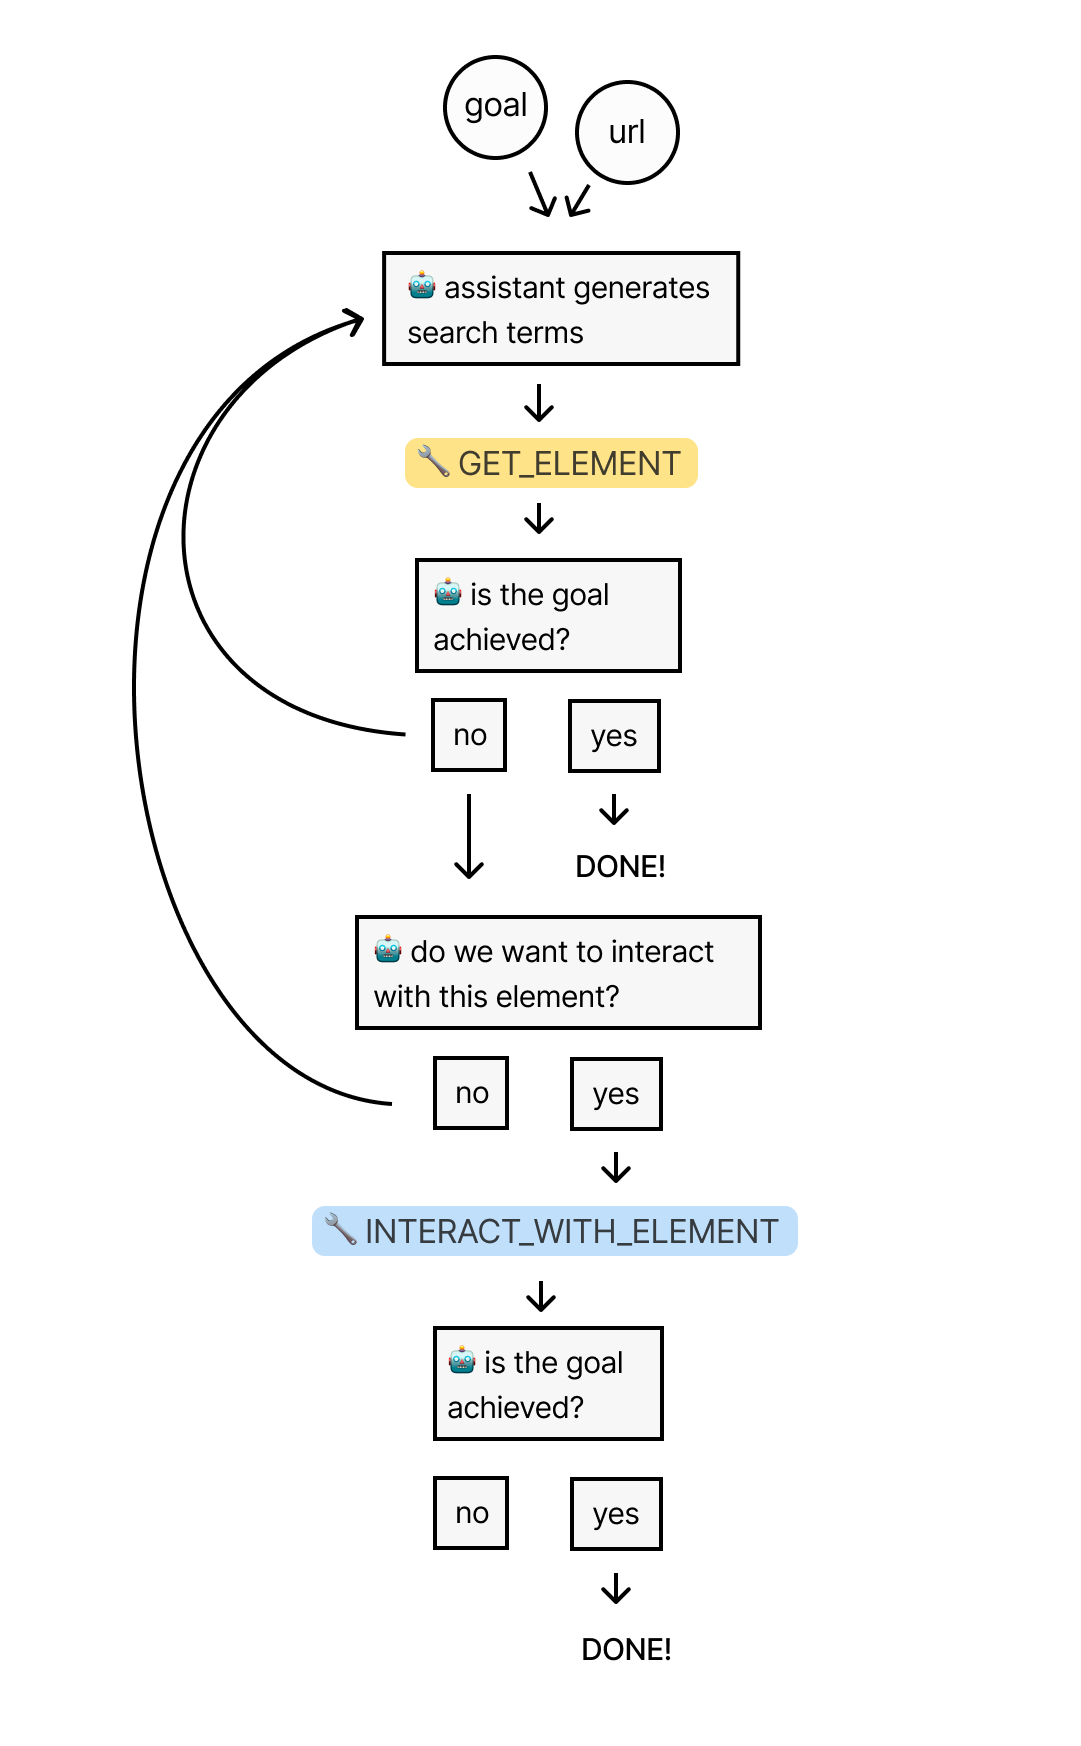 goal
url
assistant generates
search terms
GET_ELEMENT
is the goal
achieved?
no
yes
DONE!
do we want to interact
with this element?
no
yes
INTERACT_WITH_ELEMENT
is the goal
achieved?
no
yes
DONE!